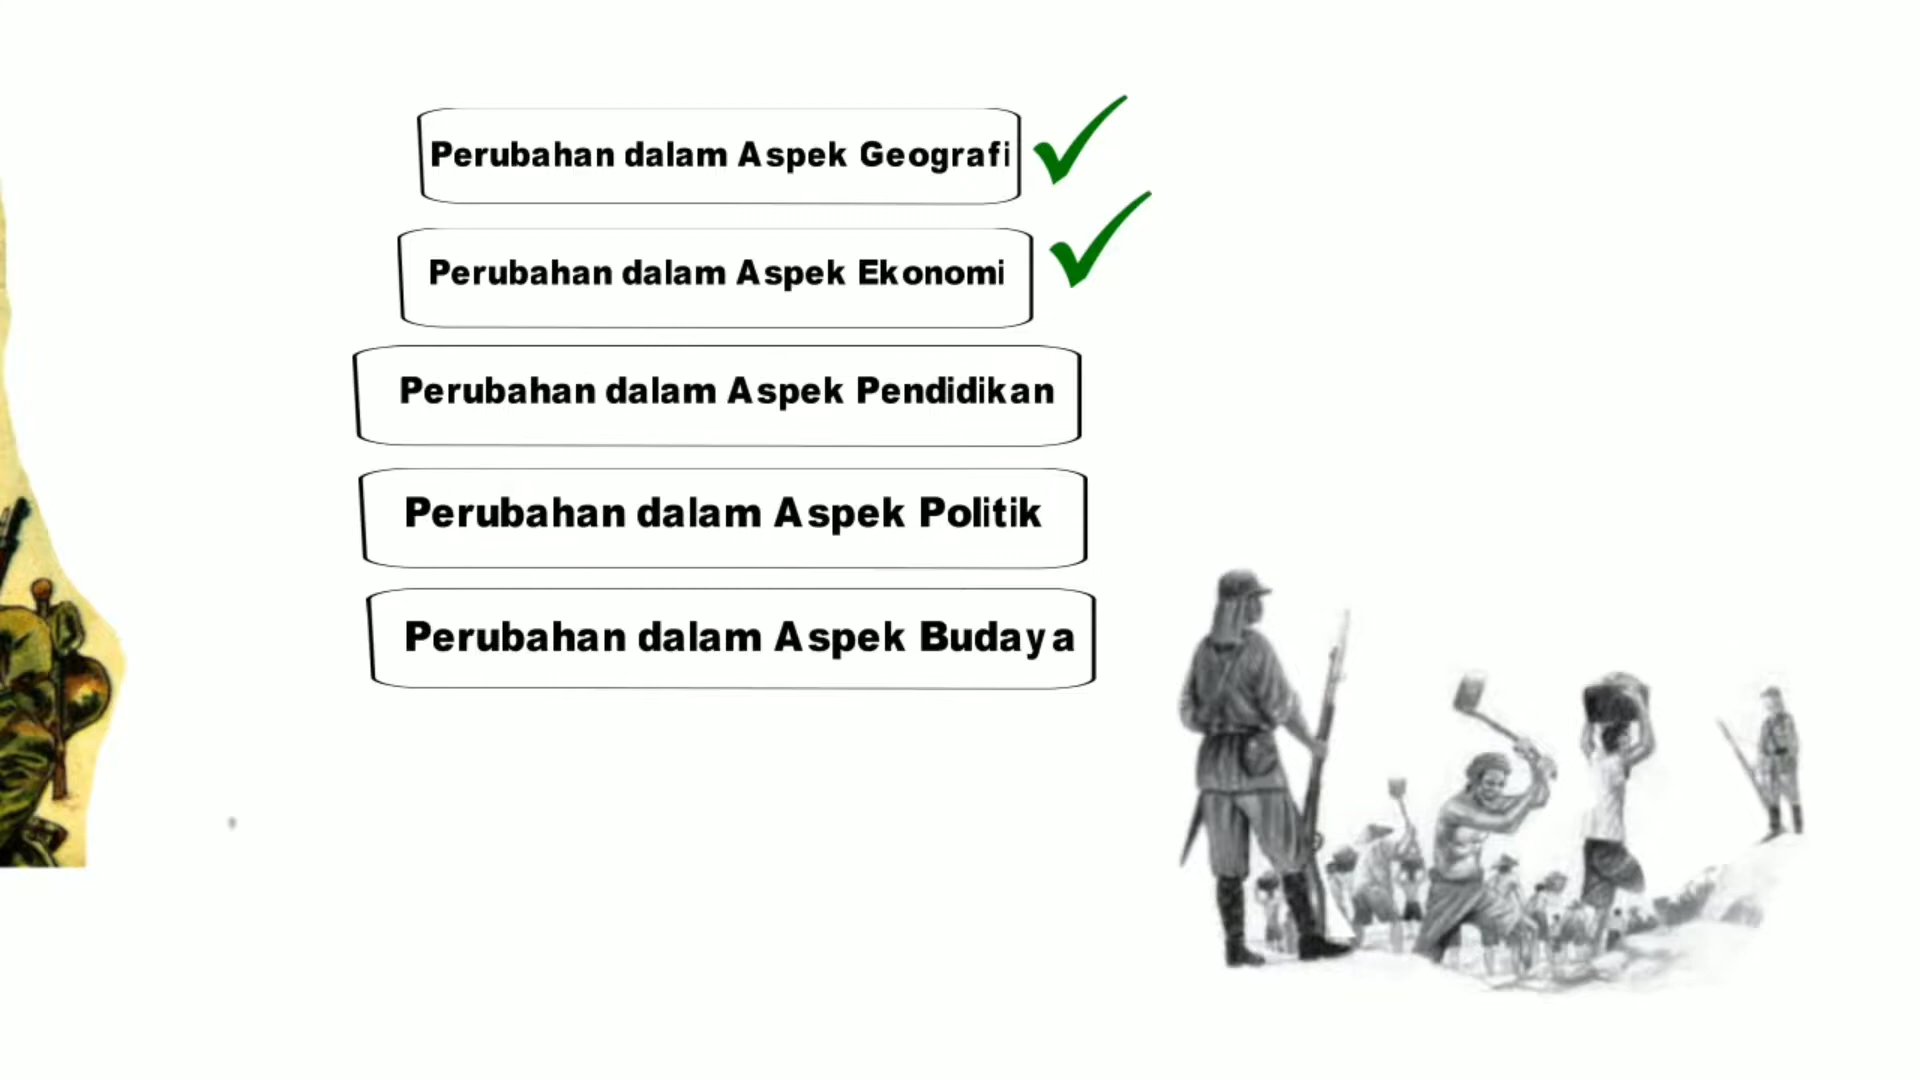 Perubahan dalam Aspek Geografi
Perubahan dalam Aspek Ekonomi
Perubahan dalam Aspek Pendidikan
Perubahan dalam Aspek Politik
Perubahan dalam Aspek Budaya